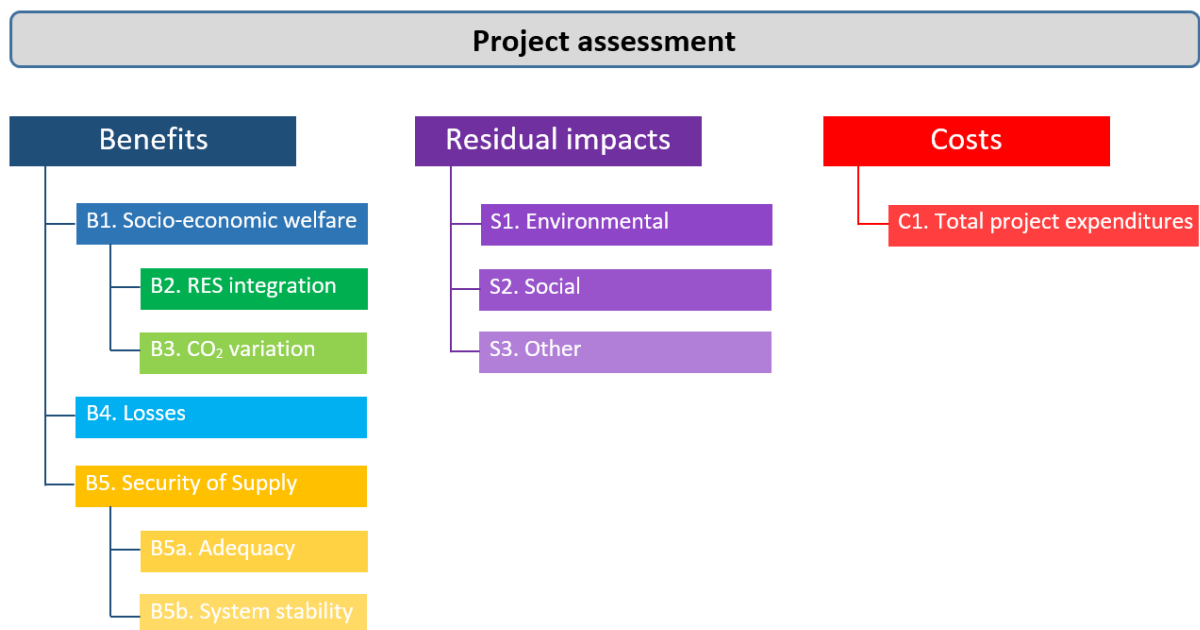 Project assessment
Benefits
B1. Socio-economic welfare
B2. RES integration
B3. CO₂ variation
B4. Losses
B5. Security of Supply
B5a. Adequacy
B5b. System stability
Residual impacts
S1. Environmental
S2. Social
S3. Other
Costs
C1. Total project expenditures